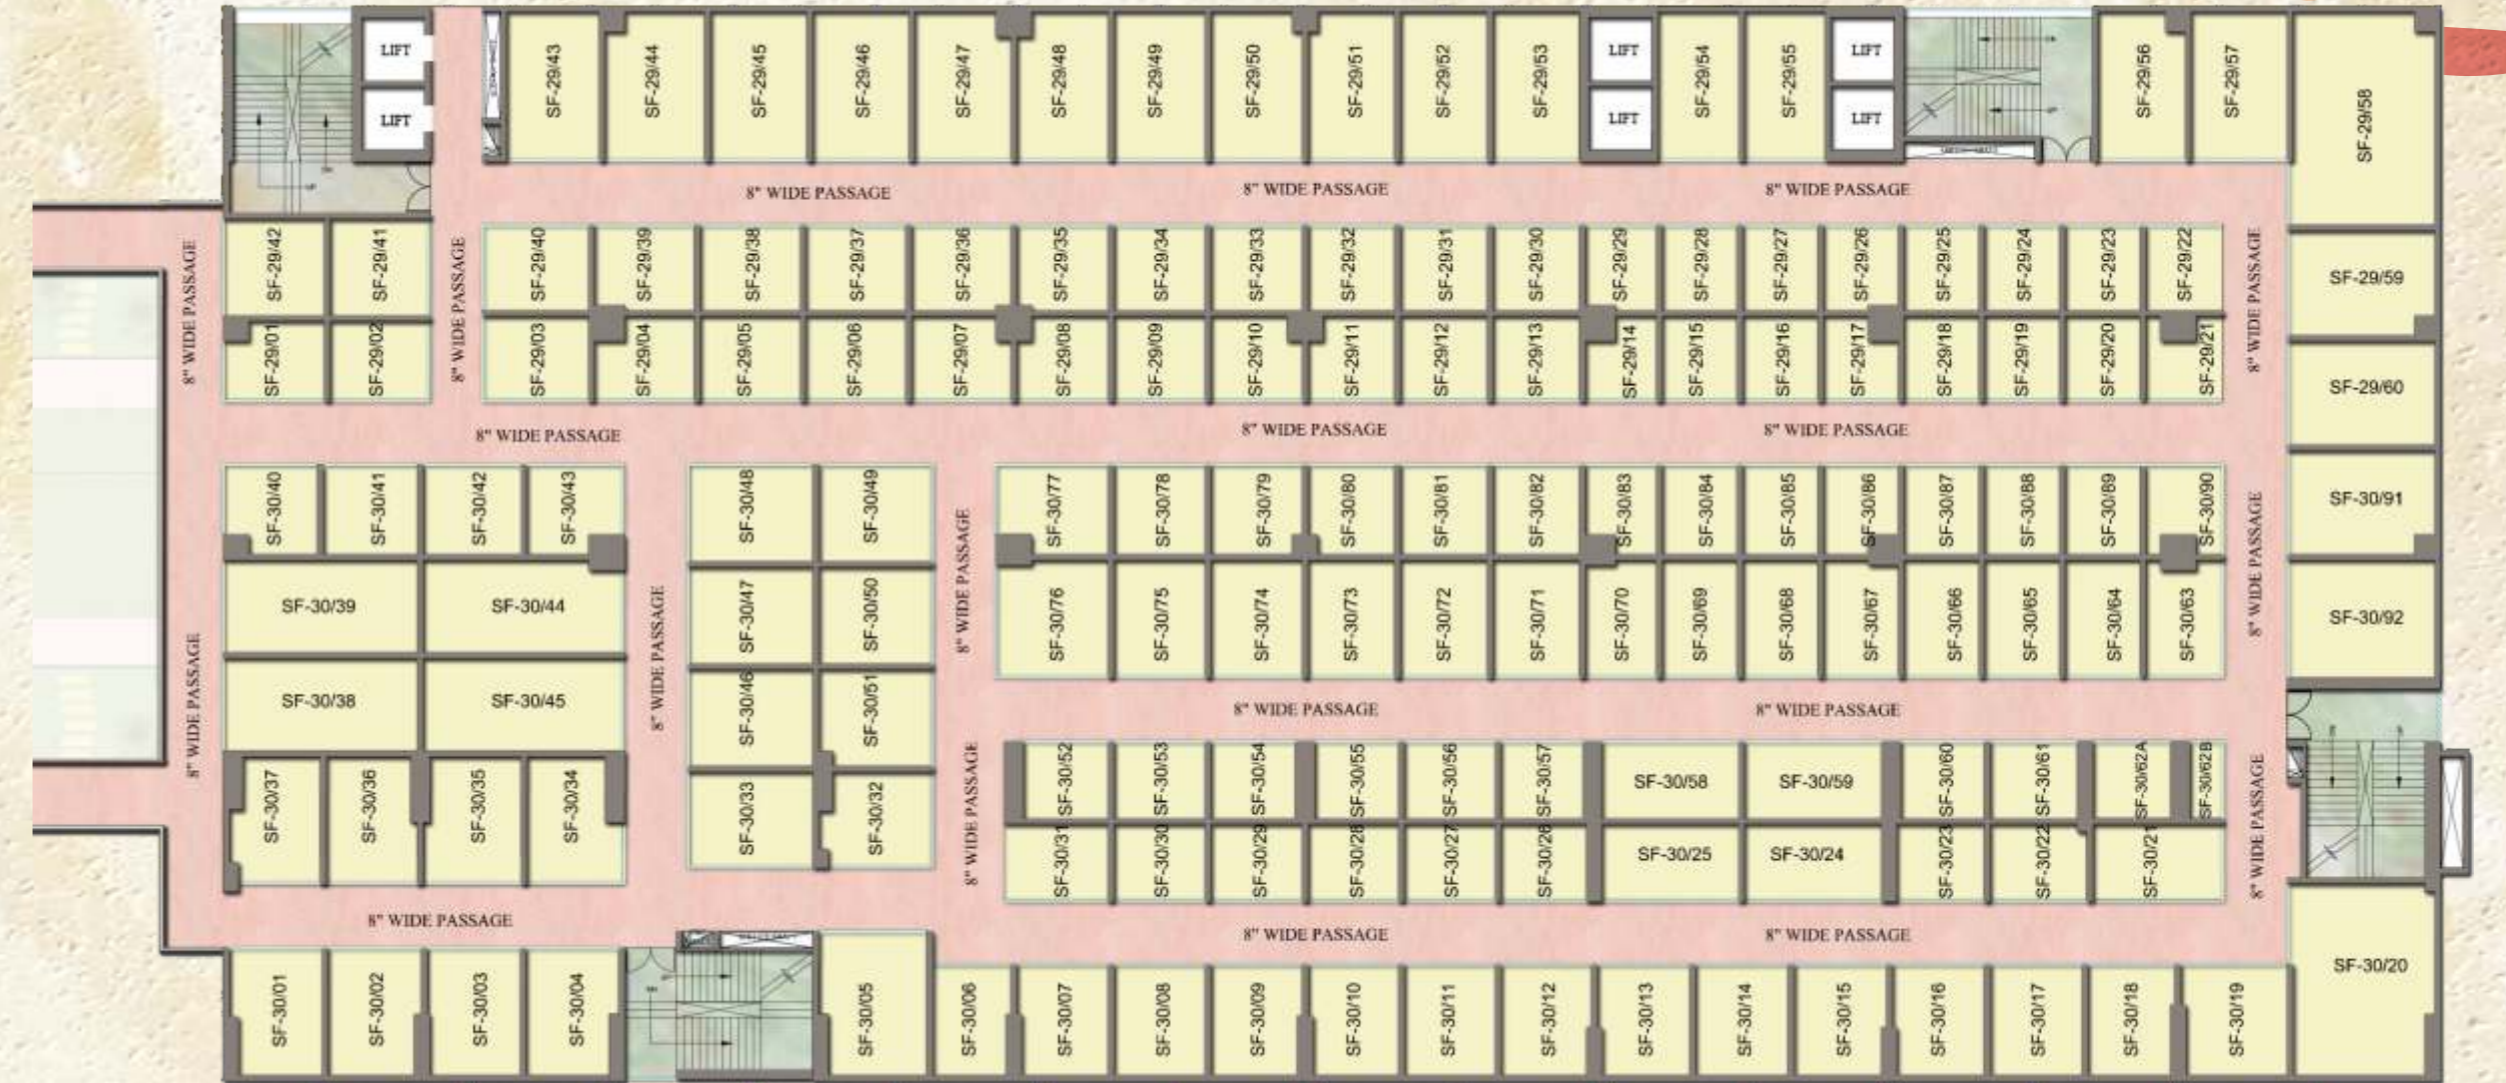 LIFT
LIFT
SF-29/43
SF-29/44
SF-29/45
SF-29/46
SF-29/47
SF-29/48
SF-29/49
SF-29/50
SF-29/51
SF-29/52
SF-29/53
LIFT
LIFT
SF-29/54
SF-29/55
LIFT
LIFT
SF-29/56
SF-29/57
SF-29/58
8" WIDE PASSAGE
8" WIDE PASSAGE
8" WIDE PASSAGE
8" WIDE PASSAGE
SF-29/42
SF-29/41
8" WIDE PASSAGE
SF-29/40
SF-29/39
SF-29/38
SF-29/37
SF-29/36
SF-29/35
SF-29/34
SF-29/33
SF-29/32
SF-29/31
SF-29/30
SF-29/29
SF-29/28
SF-29/27
SF-29/26
SF-29/25
SF-29/24
SF-29/23
SF-29/22
8" WIDE PASSAGE
SF-29/59
SF-29/01
SF-29/02
SF-29/03
SF-29/04
SF-29/05
SF-29/06
SF-29/07
SF-29/08
SF-29/09
SF-29/10
SF-29/11
SF-29/12
SF-29/13
SF-29/14
SF-29/15
SF-29/16
SF-29/17
SF-29/18
SF-29/19
SF-29/20
SF-29/21
SF-29/60
8" WIDE PASSAGE
8" WIDE PASSAGE
8" WIDE PASSAGE
SF-30/40
SF-30/41
SF-30/42
SF-30/43
SF-30/48
SF-30/49
8" WIDE PASSAGE
SF-30/77
SF-30/78
SF-30/79
SF-30/80
SF-30/81
SF-30/82
SF-30/83
SF-30/84
SF-30/85
SF-30/86
SF-30/87
SF-30/88
SF-30/89
SF-30/90
8" WIDE PASSAGE
SF-30/91
SF-30/39
SF-30/44
8" WIDE PASSAGE
SF-30/47
SF-30/50
SF-30/76
SF-30/75
SF-30/74
SF-30/73
SF-30/72
SF-30/71
SF-30/70
SF-30/69
SF-30/68
SF-30/67
SF-30/66
SF-30/65
SF-30/64
SF-30/63
SF-30/92
8" WIDE PASSAGE
SF-30/38
SF-30/45
SF-30/46
SF-30/51
8" WIDE PASSAGE
8" WIDE PASSAGE
SF-30/37
SF-30/36
SF-30/35
SF-30/34
SF-30/33
SF-30/32
8" WIDE PASSAGE
SF-30/52
SF-30/53
SF-30/54
SF-30/55
SF-30/56
SF-30/57
SF-30/58
SF-30/59
SF-30/60
SF-30/61
SF-30/62A
SF-30/62B
8" WIDE PASSAGE
SF-30/31
SF-30/30
SF-30/29
SF-30/28
SF-30/27
SF-30/26
SF-30/25
SF-30/24
SF-30/23
SF-30/22
SF-30/21
8" WIDE PASSAGE
8" WIDE PASSAGE
8" WIDE PASSAGE
SF-30/01
SF-30/02
SF-30/03
SF-30/04
SF-30/05
SF-30/06
SF-30/07
SF-30/08
SF-30/09
SF-30/10
SF-30/11
SF-30/12
SF-30/13
SF-30/14
SF-30/15
SF-30/16
SF-30/17
SF-30/18
SF-30/19
SF-30/20